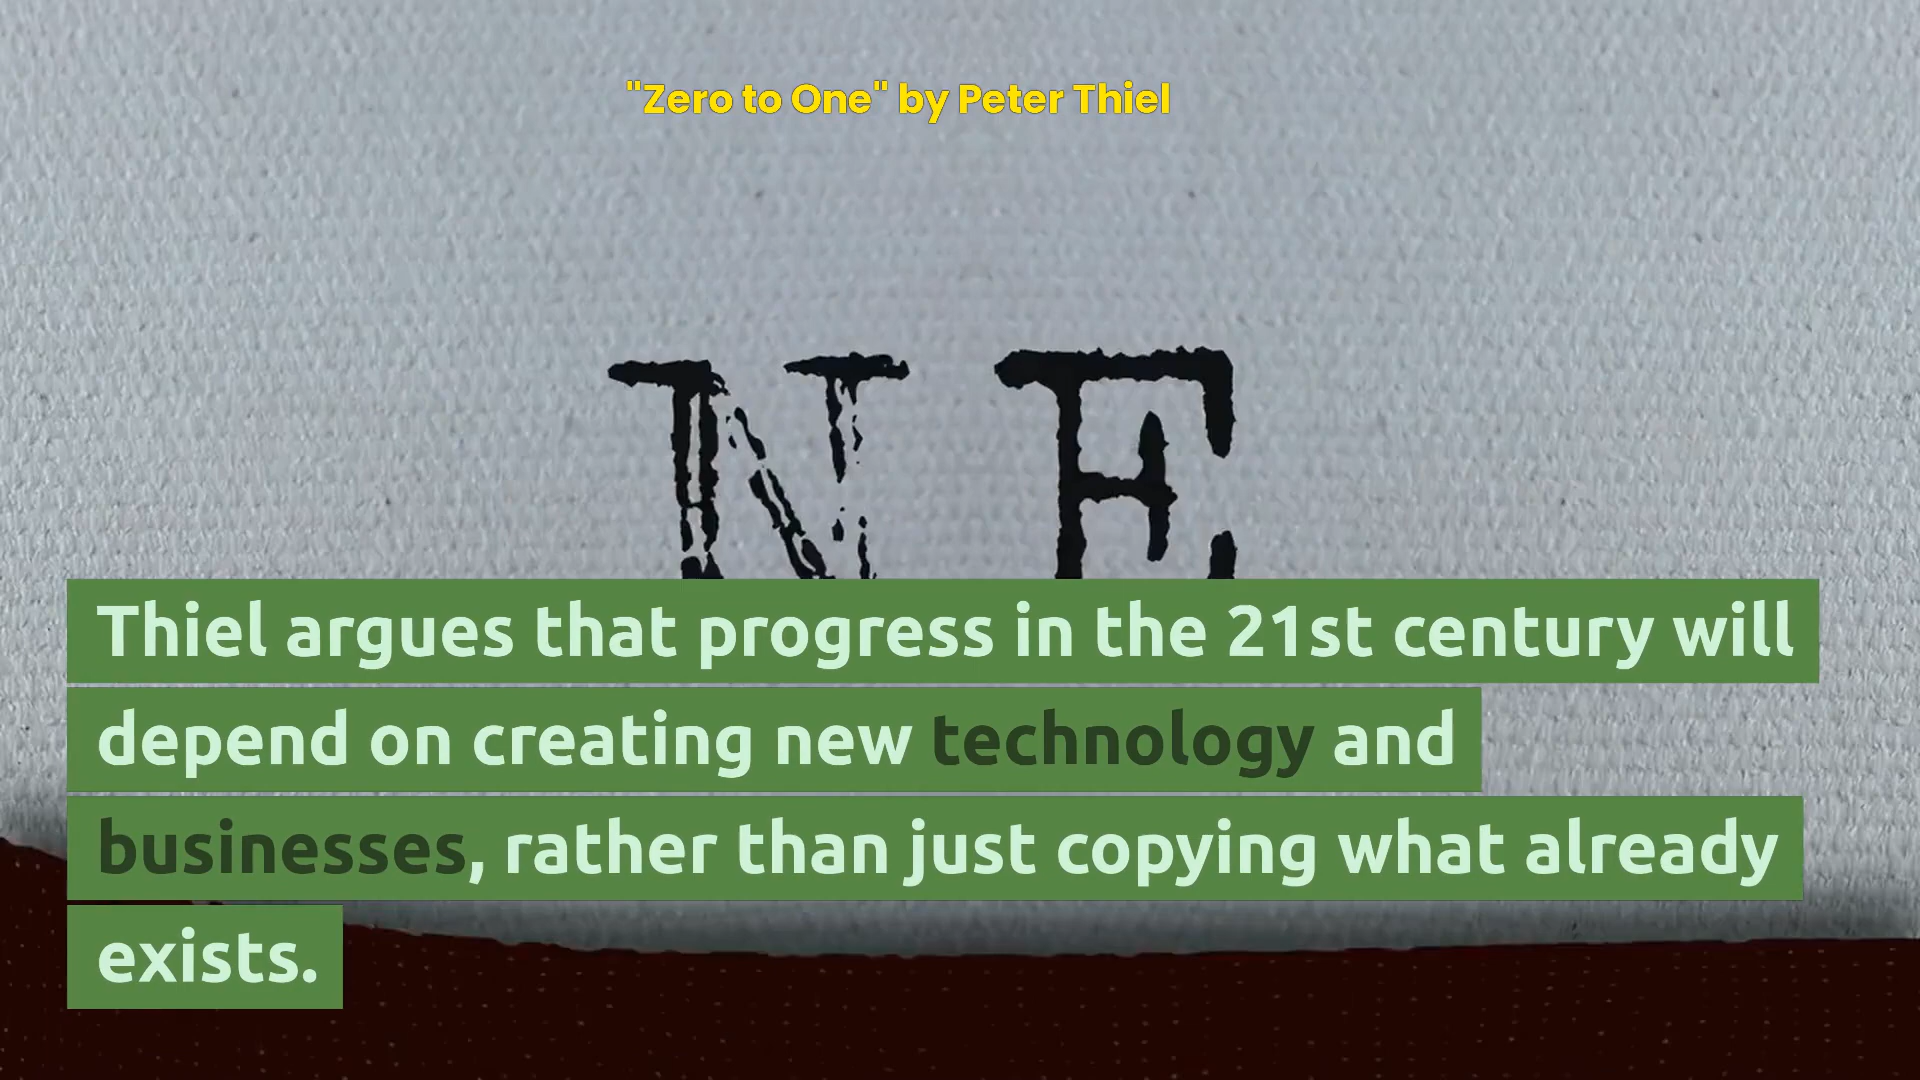 "Zero to One" by Peter Thiel
NE
Thiel argues that progress in the 21st century will
depend on creating new technology and
businesses, rather than just copying what already
exists.